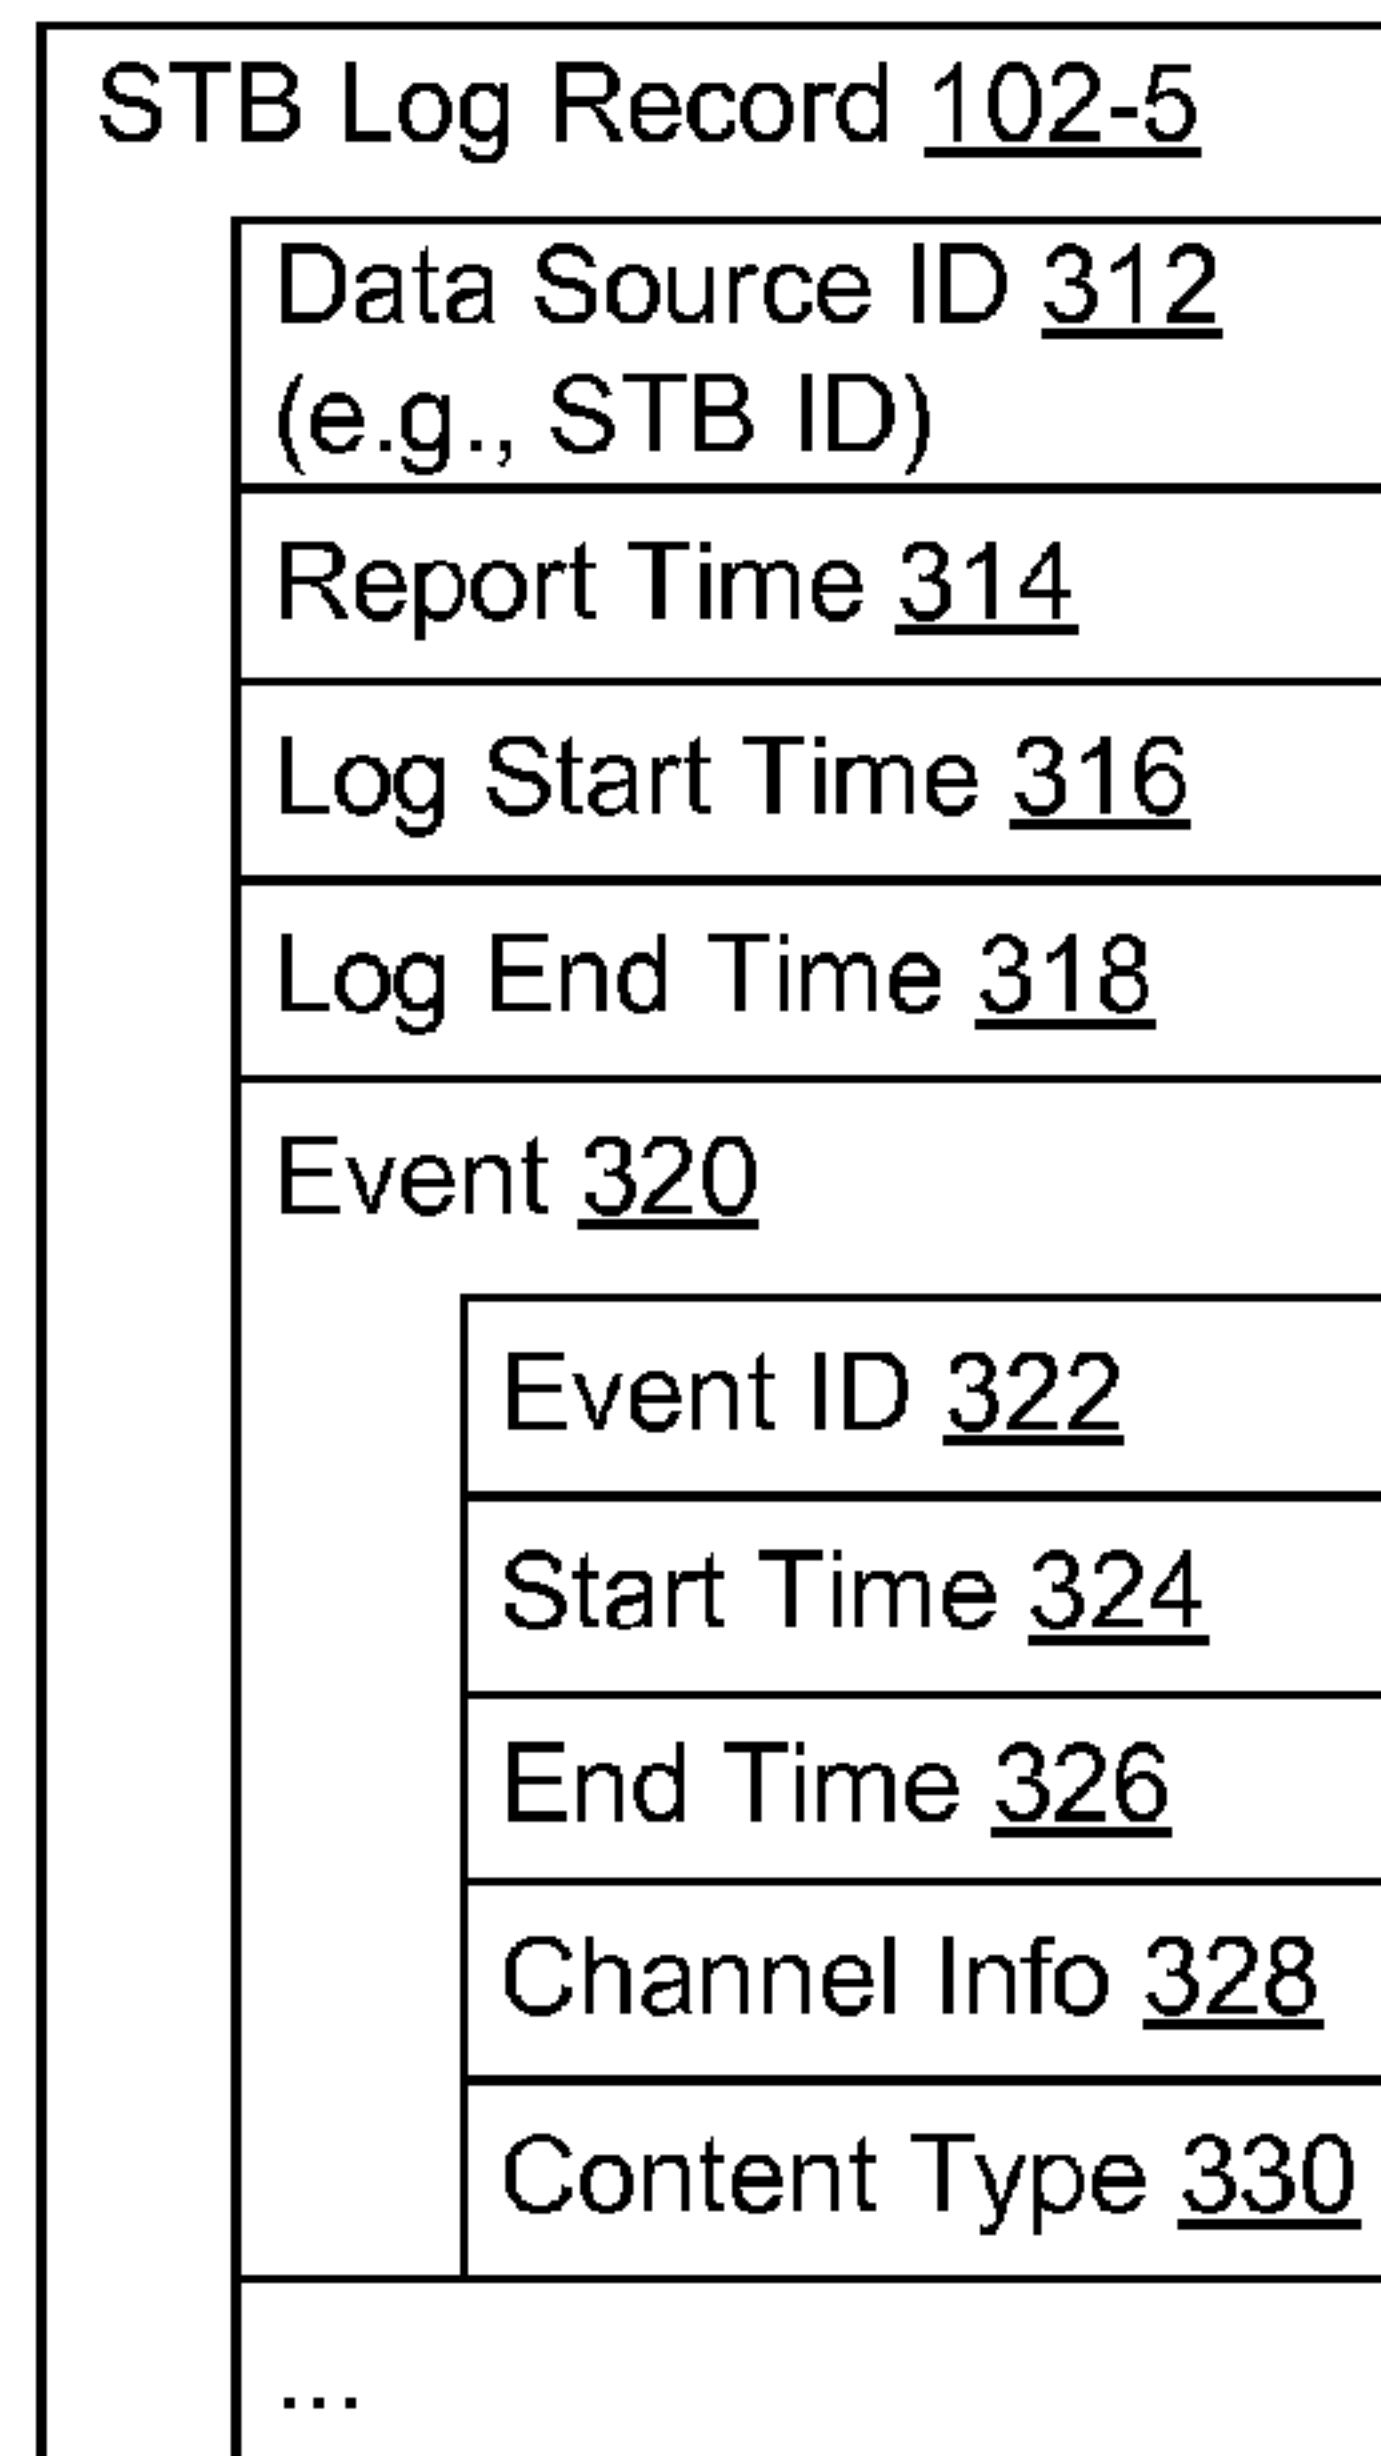 STB Log Record 102-5
Data Source ID 312
(e.g., STB ID)
Report Time 314
Log Start Time 316
Log End Time 318
Event 320
Event ID 322
Start Time 324
End Time 326
Channel Info 328
Content Type 330
...